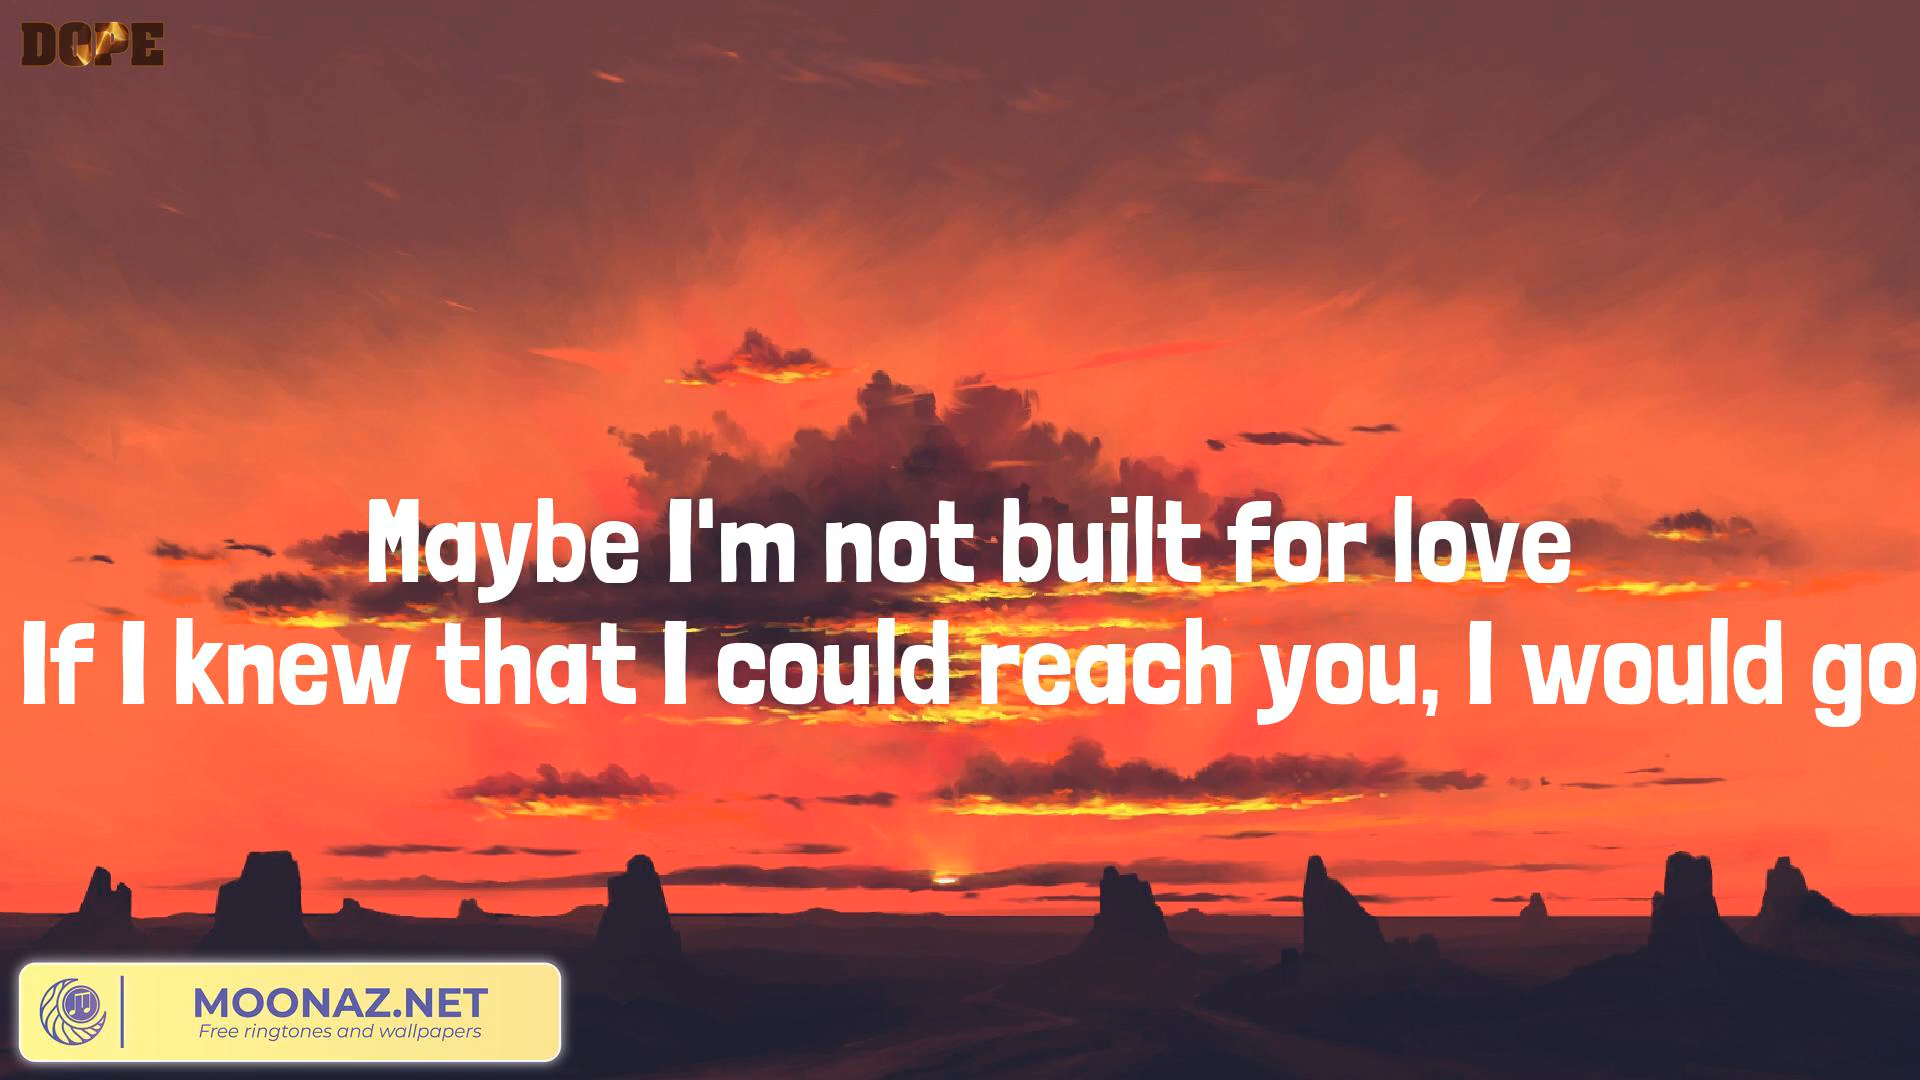 DOPE
Maybe I'm not built for love
If I knew that I could reach you, I would go
MOONAZ.NET
Free ringtones and wallpapers